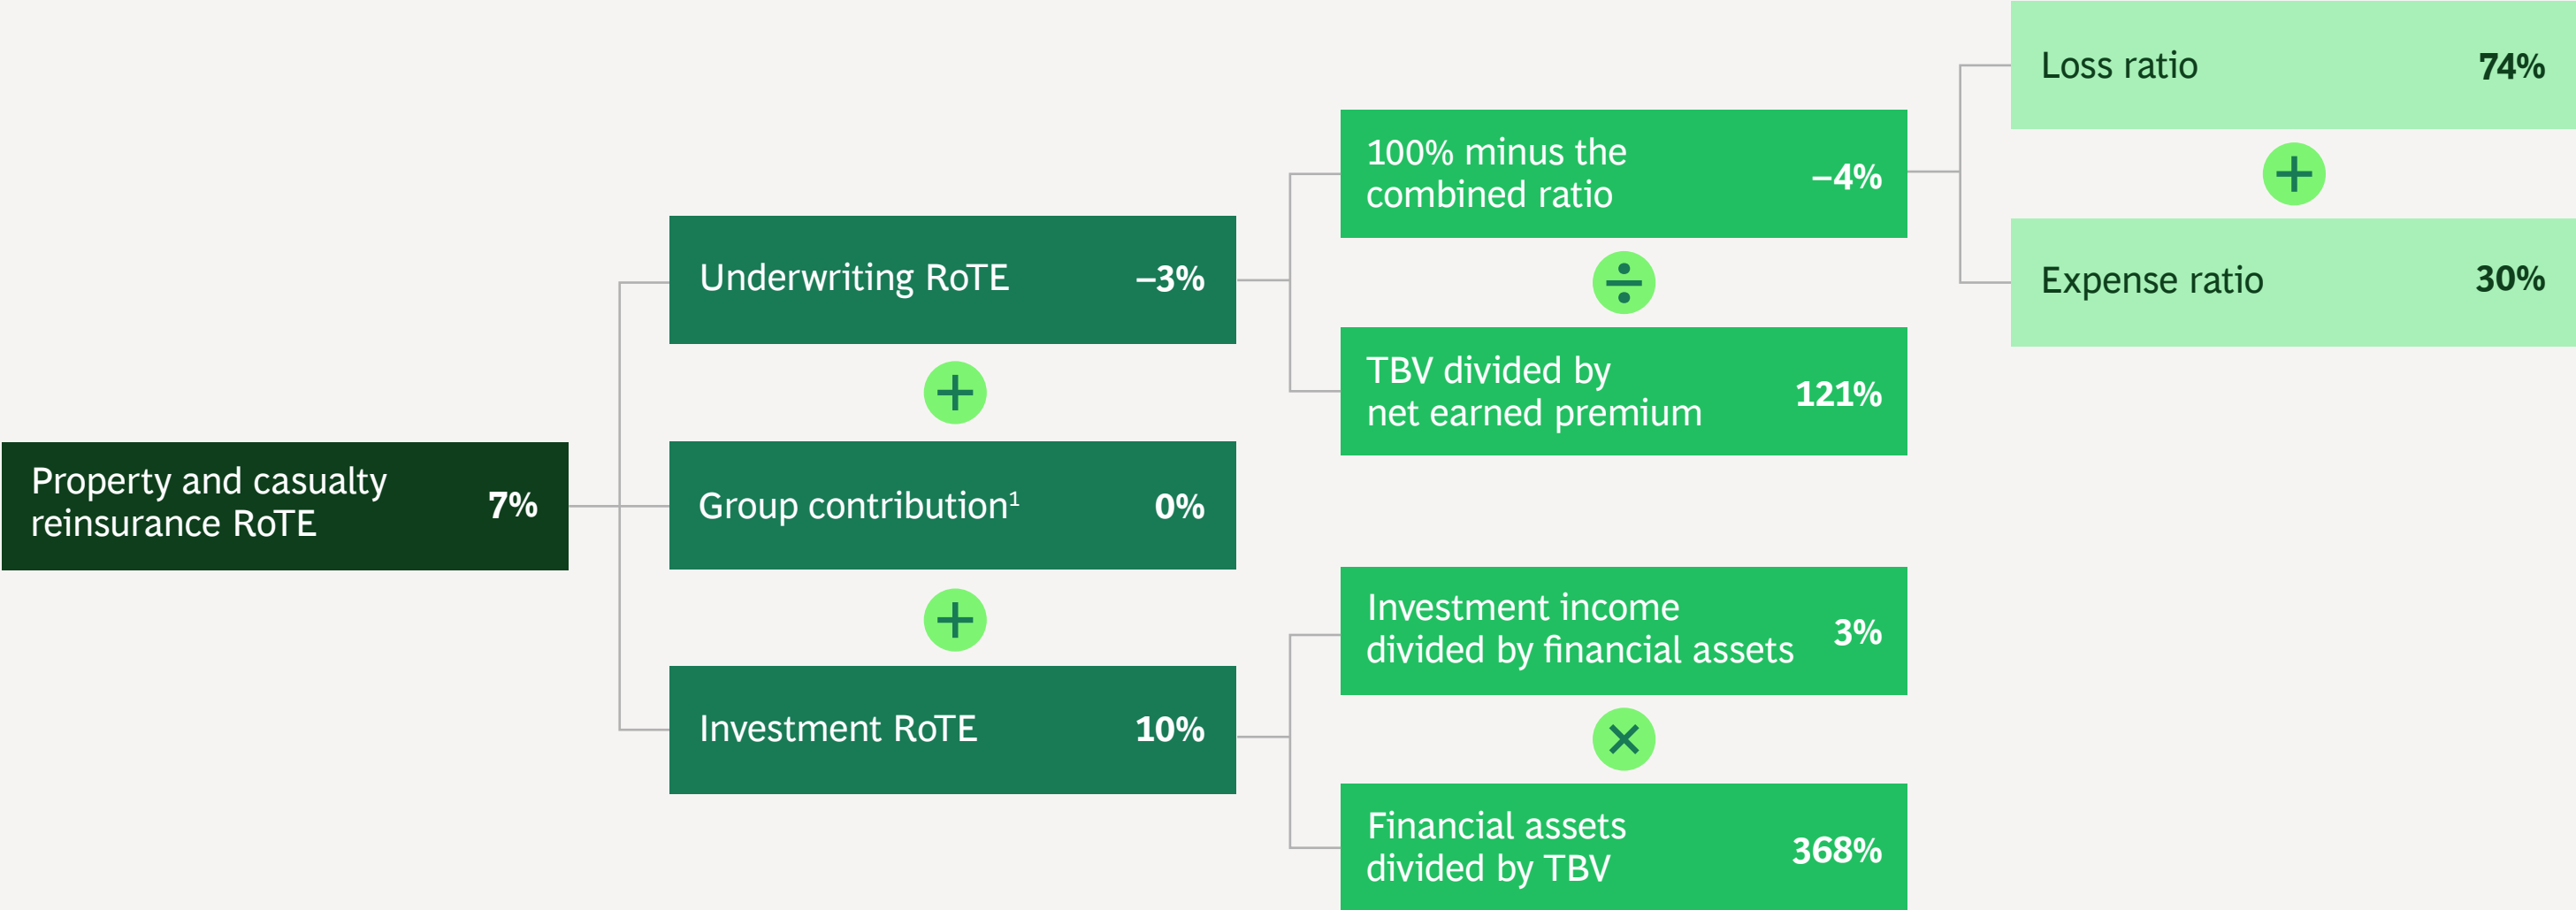 Property and casualty
reinsurance RoTE 7%
Underwriting RoTE –3%
+
Group contribution¹ 0%
+
Investment RoTE 10%
100% minus the
combined ratio –4%
÷
TBV divided by
net earned premium 121%
Investment income
divided by financial assets 3%
×
Financial assets
divided by TBV 368%
Loss ratio 74%
+
Expense ratio 30%